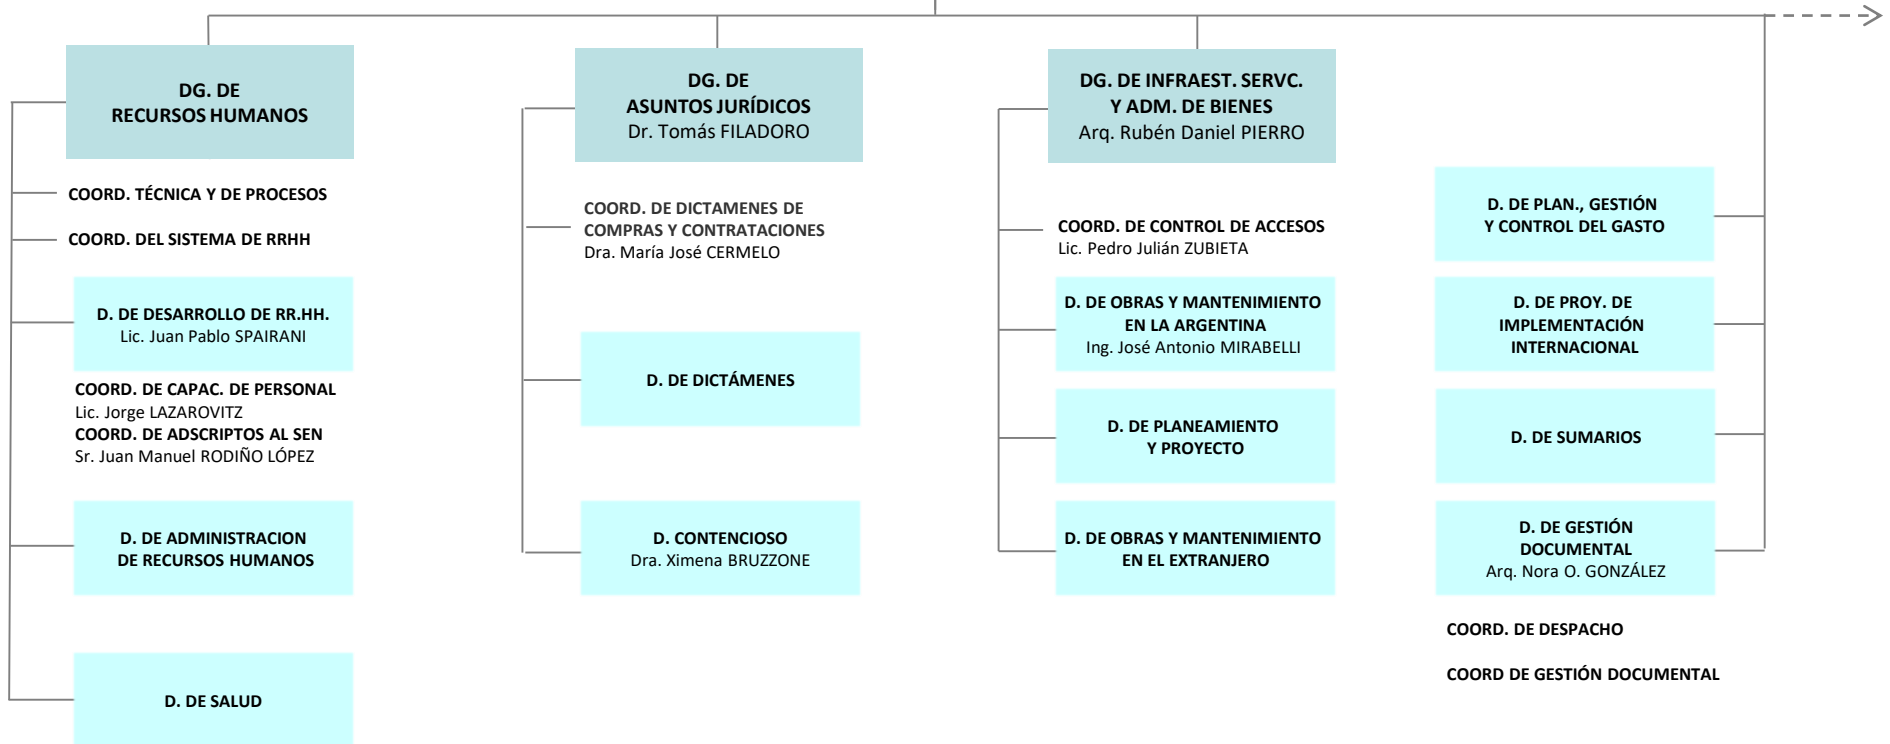 DG. DE
RECURSOS HUMANOS
COORD. TÉCNICA Y DE PROCESOS
COORD. DEL SISTEMA DE RRHH
D. DE DESARROLLO DE RR.HH.
Lic. Juan Pablo SPAIRANI
COORD. DE CAPAC. DE PERSONAL
Lic. Jorge LAZAROVITZ
COORD. DE ADSCRIPTOS AL SEN
Sr. Juan Manuel RODIÑO LÓPEZ
D. DE ADMINISTRACION
DE RECURSOS HUMANOS
D. DE SALUD
DG. DE
ASUNTOS JURÍDICOS
Dr. Tomás FILADORO
COORD. DE DICTAMENES DE
COMPRAS Y CONTRATACIONES
Dra. María José CERMELO
D. DE DICTÁMENES
D. CONTENCIOSO
Dra. Ximena BRUZZONE
DG. DE INFRAEST. SERVC.
Y ADM. DE BIENES
Arq. Rubén Daniel PIERRO
COORD. DE CONTROL DE ACCESOS
Lic. Pedro Julián ZUBIETA
D. DE OBRAS Y MANTENIMIENTO
EN LA ARGENTINA
Ing. José Antonio MIRABELLI
D. DE PLANEAMIENTO
Y PROYECTO
D. DE OBRAS Y MANTENIMIENTO
EN EL EXTRANJERO
D. DE PLAN., GESTIÓN
Y CONTROL DEL GASTO
D. DE PROY. DE
IMPLEMENTACIÓN
INTERNACIONAL
D. DE SUMARIOS
D. DE GESTIÓN
DOCUMENTAL
Arq. Nora O. GONZÁLEZ
COORD. DE DESPACHO
COORD DE GESTIÓN DOCUMENTAL